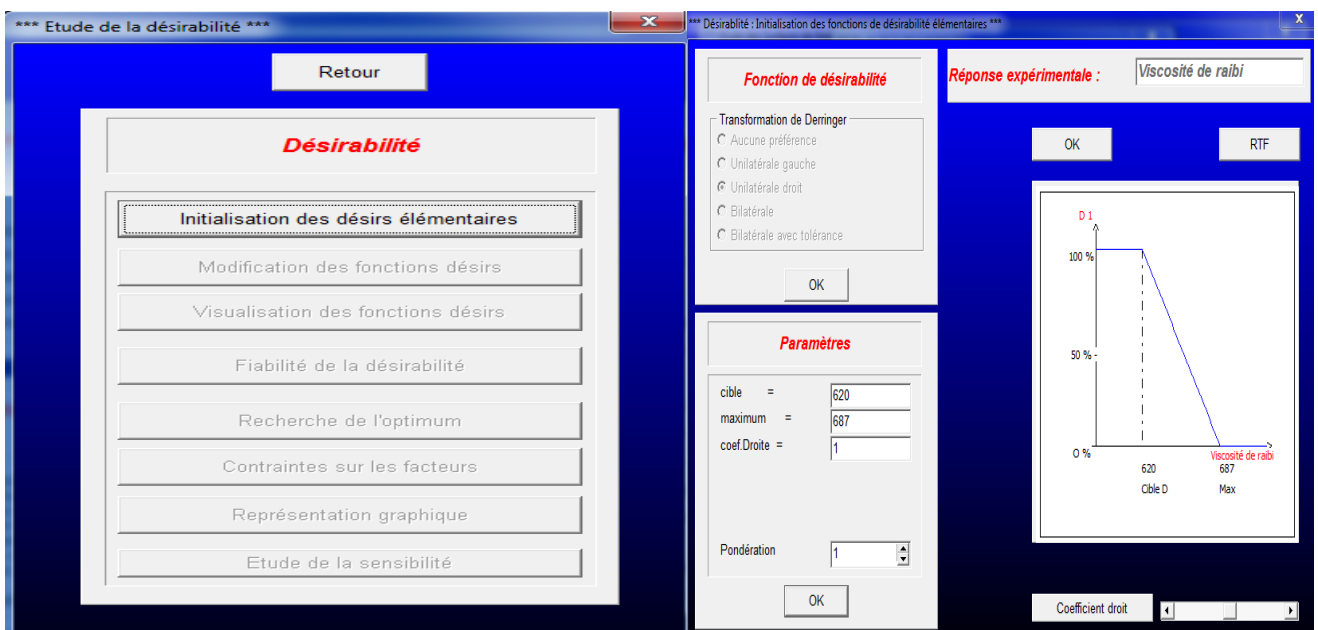 *** Etude de la désirabilité ***
x
Retour
Désirabilité
Initialisation des désirs élémentaires
Modification des fonctions désirs
Visualisation des fonctions désirs
Fiabilité de la désirabilité
Recherche de l'optimum
Contraintes sur les facteurs
Représentation graphique
Etude de la sensibilité
*** Désirablité : Initialisation des fonctions de désirabilité élémentaires ***
X
Fonction de désirabilité
Transformation de Derringer
Aucune préférence
Unilatérale gauche
Unilatérale droit
Bilatérale
Bilatérale avec tolérance
OK
Paramètres
cible = 620
maximum = 687
coef.Droite = 1
Pondération 1
OK
Réponse expérimentale : Viscosité de raibi
OK RTF
D 1
100 %
50 % -
0 %
Viscosité de raibi
620 687
Cible D Max
Coefficient droit